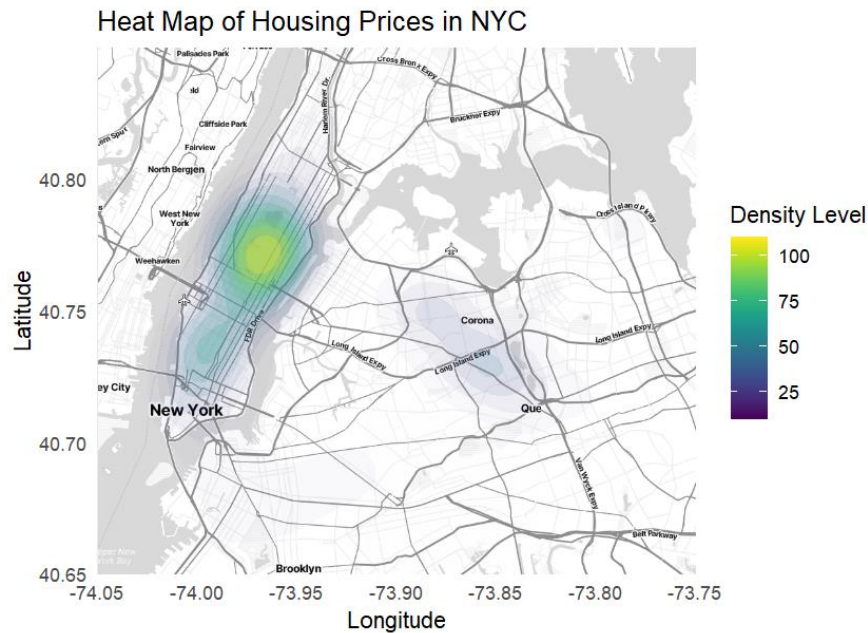 Heat Map of Housing Prices in NYC
Palisades Park
Cross Bronx Expy
Harlem River Dr.
Cliffside Park
Bruckner Expy
Fairview
North Bergen
40.80
West New
York
Cross Island Pkwy
Density Level
Weehawken
100
Latitude
40.75
75
Corona
FDR Drive
Long Island Expy
Long Island Expy
Long Island Expy
50
ey City
25
New York
Que
40.70
Van Wyck Expy
Belt Parkway
Brooklyn
40.65
-74.05
-74.00
-73.95
-73.90
-73.85
-73.80
-73.75
Longitude